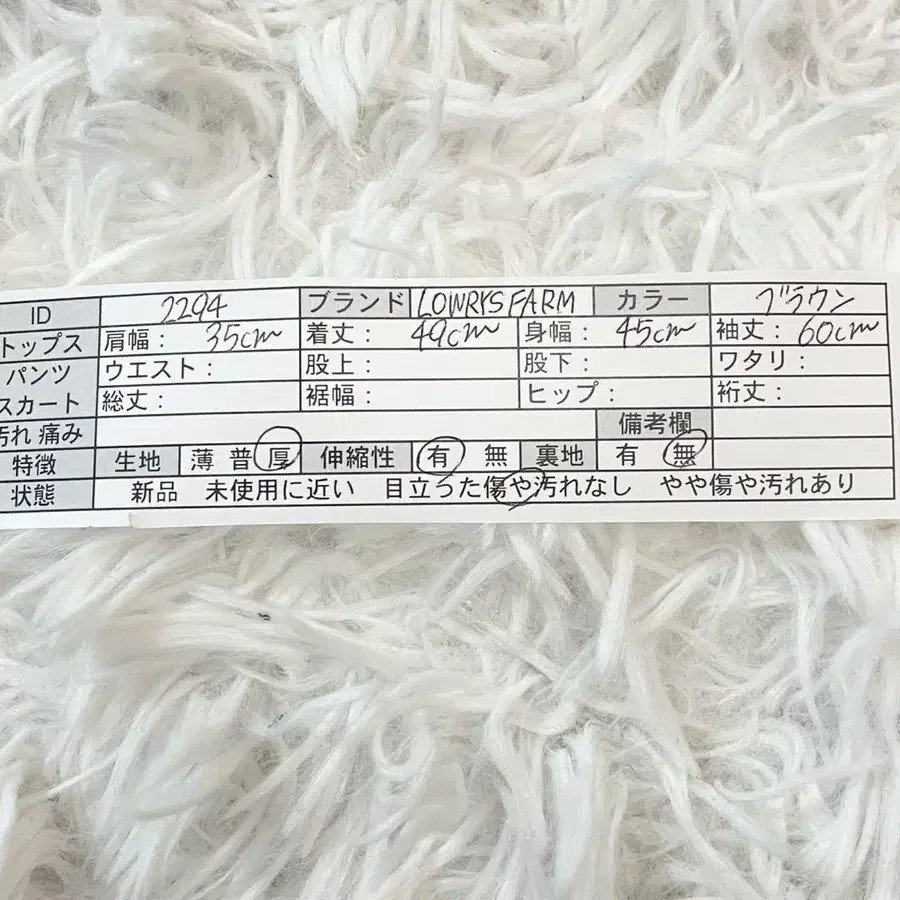 ID 2294 ブランド LOWRYSFARM カラー ブラウン
トップス 肩幅： 35cm 着丈： 49cm 身幅： 45cm 袖丈： 60cm
パンツ ウエスト： 股上： 股下： ワタリ：
スカート 総丈： 裾幅： ヒップ： 裄丈：
汚れ 痛み 備考欄
特徴 生地 薄 普 厚 伸縮性 有 無 裏地 有 無
状態 新品 未使用に近い 目立った傷や汚れなし やや傷や汚れあり